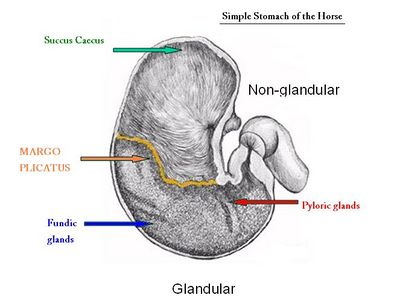 Simple Stomach of the Horse
Succus Caecus
Non-glandular
MARGO
PLICATUS
Pyloric glands
Fundic
glands
Glandular